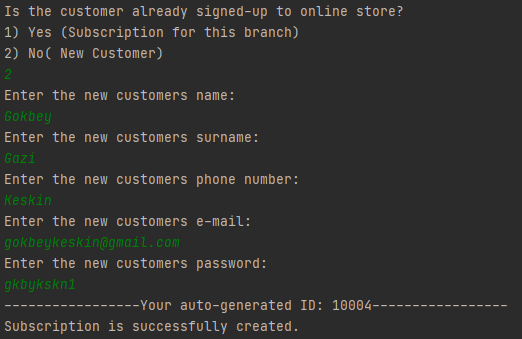 Is the customer already signed-up to online store?
1) Yes (Subscription for this branch)
2) No( New Customer)
2
Enter the new customers name:
Gokbey
Enter the new customers surname:
Gazi
Enter the new customers phone number:
Keskin
Enter the new customers e-mail:
gokbeykeskin@gmail.com
Enter the new customers password:
gkbykskn1
-----------------Your auto-generated ID: 10004-----------------
Subscription is successfully created.